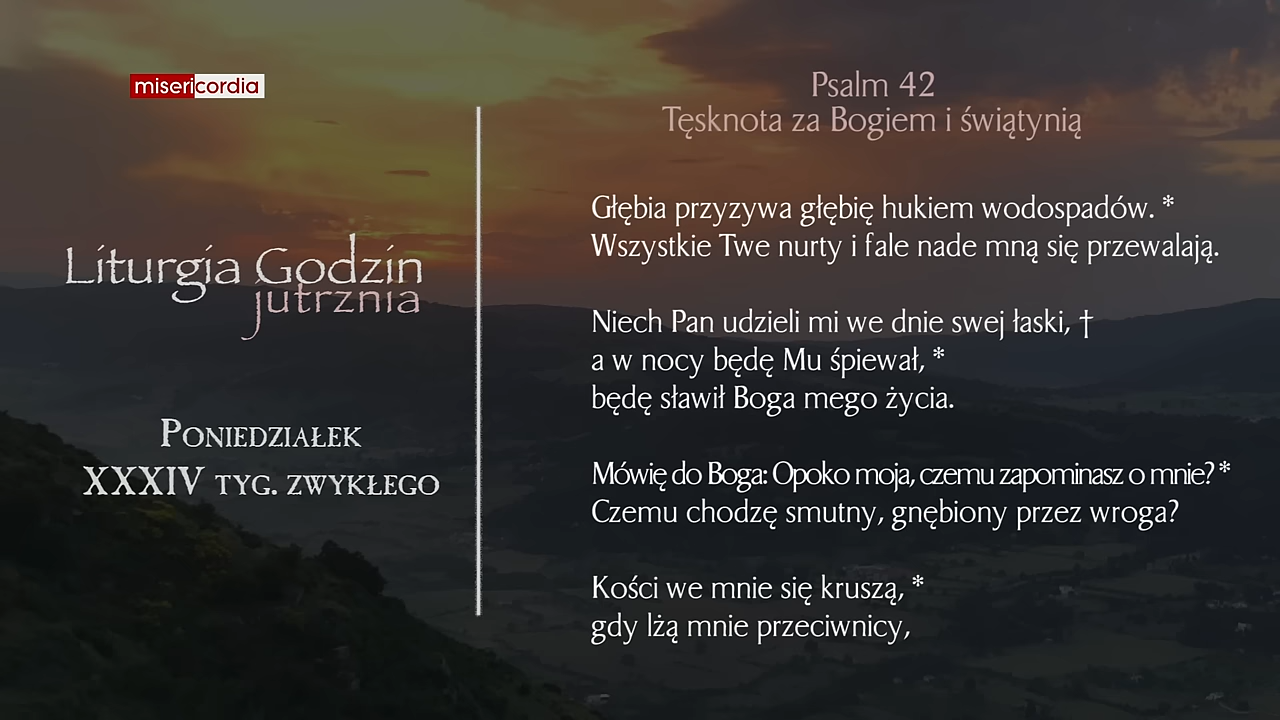 misericordia
Liturgia Godzin
jutrznia
Poniedziałek
XXXIV tyg. zwykłego
Psalm 42
Tęsknota za Bogiem i świątynią
Głębia przyzywa głębię hukiem wodospadów. *
Wszystkie Twe nurty i fale nade mną się przewalają.
Niech Pan udzieli mi we dnie swej łaski, †
a w nocy będę Mu śpiewał, *
będę sławił Boga mego życia.
Mówię do Boga: Opoko moja, czemu zapominasz o mnie? *
Czemu chodzę smutny, gnębiony przez wroga?
Kości we mnie się kruszą, *
gdy lżą mnie przeciwnicy,